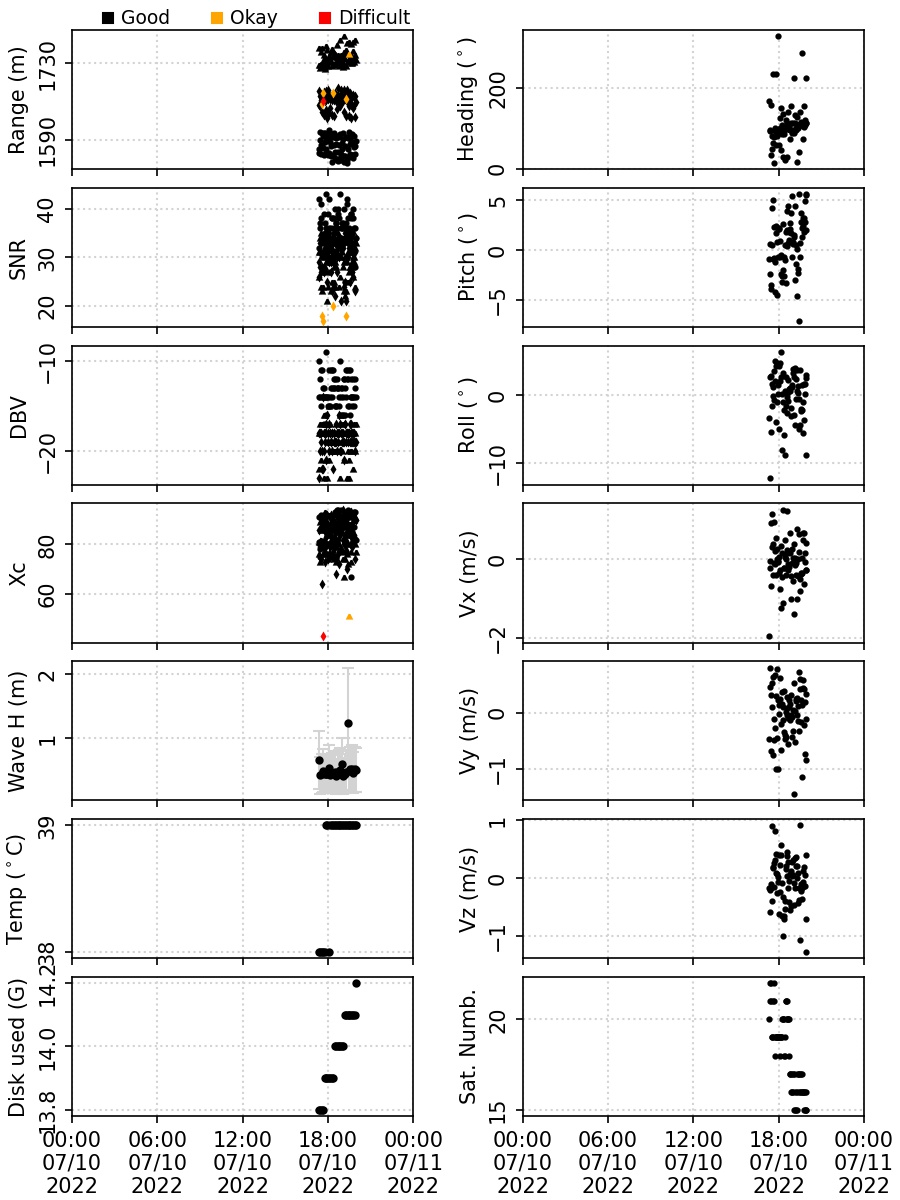 Good Okay Difficult
Range (m) 1730 1590
Heading (°) 200 0
SNR 40 30 20
Pitch (°) 5 0 −5
DBV −10 −20
Roll (°) 0 −10
Xc 80 60
Vx (m/s) 0 −2
Wave H (m) 2 1
Vy (m/s) 0 −1
Temp (°C) 39 38
Vz (m/s) 1 0 −1
Disk used (G) 14.2 14.0 13.8
Sat. Numb. 20 15
00:00 06:00 12:00 18:00 00:00 00:00 06:00 12:00 18:00 00:00
07/10 07/10 07/10 07/10 07/11 07/10 07/10 07/10 07/10 07/11
2022 2022 2022 2022 2022 2022 2022 2022 2022 2022